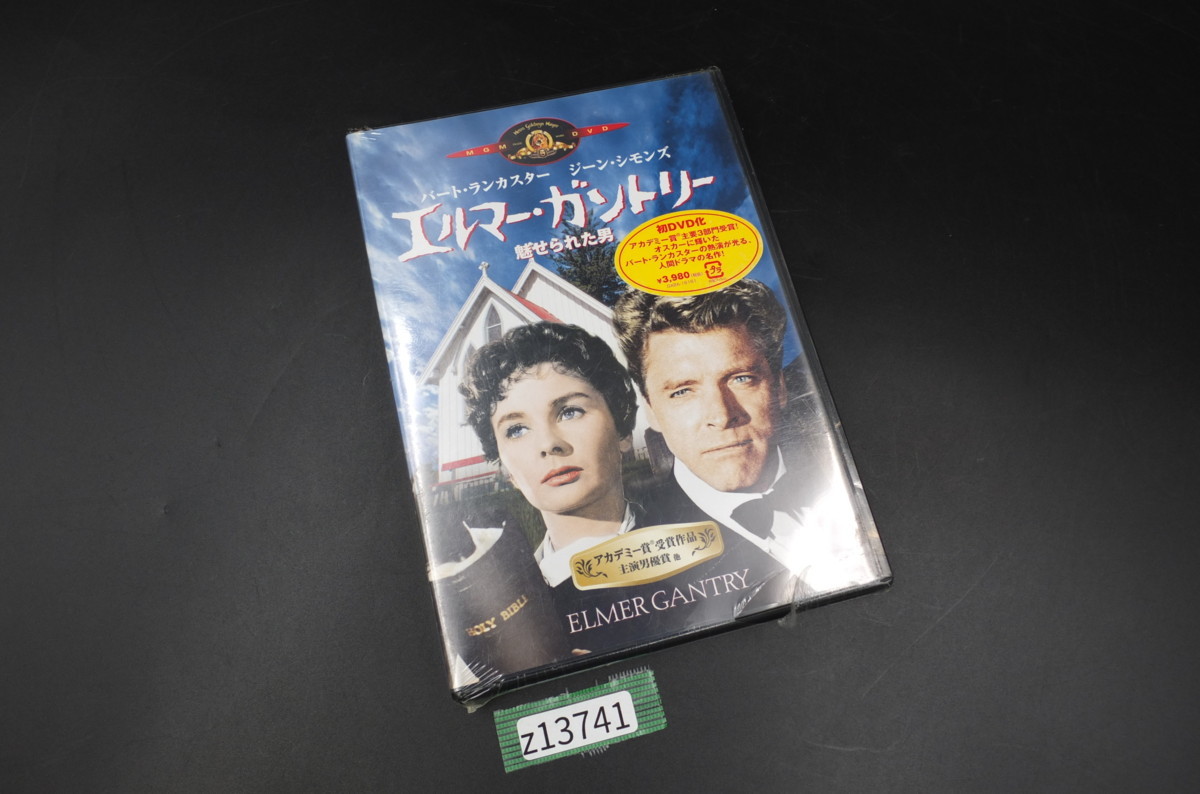 Metro Goldwyn Mayer
MGM DVD
バート・ランカスター ジーン・シモンズ
エルマー・ガントリー
魅せられた男
初DVD化
アカデミー賞®主要3部門受賞!
オスカーに輝いた
バート・ランカスターの熱演が光る、
人間ドラマの名作!
¥3,980(税抜)
アカデミー賞®受賞作品
主演男優賞 他
HOLY BIBLE
ELMER GANTRY
z13741